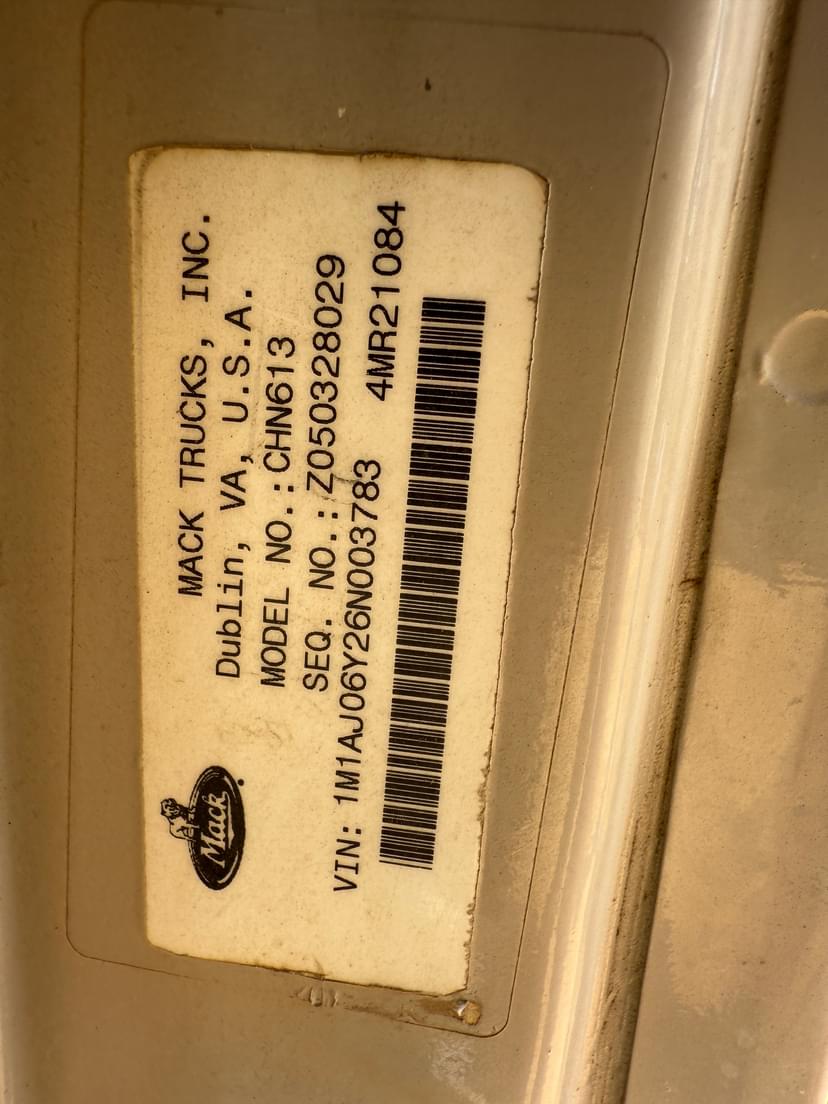 MACK TRUCKS, INC.
Dublin, VA, U.S.A.
MODEL NO.:CHN613
SEQ. NO.:Z050328029
VIN: 1M1AJ06Y26N003783 4MR21084
Mack